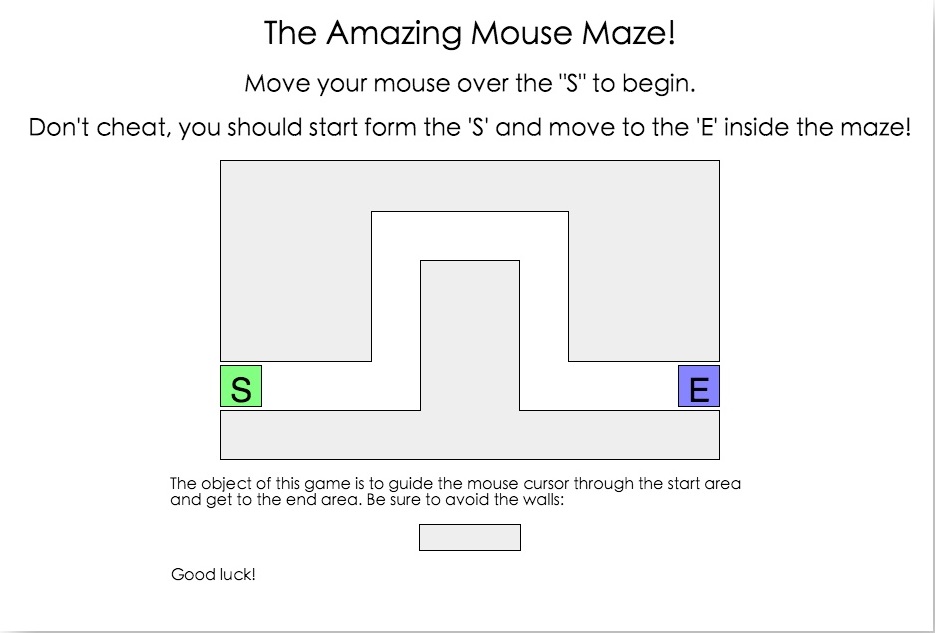 The Amazing Mouse Maze!
Move your mouse over the "S" to begin.
Don't cheat, you should start form the 'S' and move to the 'E' inside the maze!
S
E
The object of this game is to guide the mouse cursor through the start area
and get to the end area. Be sure to avoid the walls:
Good luck!